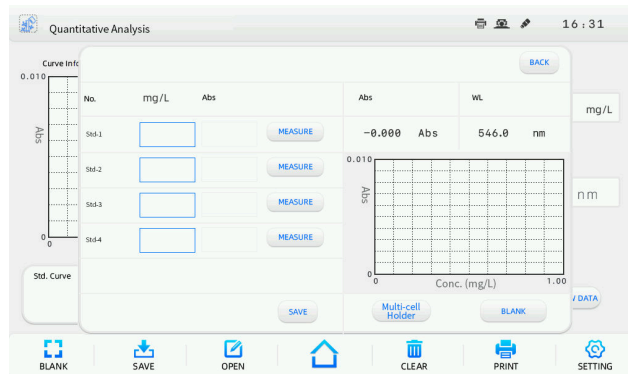 Quantitative Analysis
16:31
Curve Info
BACK
0.010
No. mg/L Abs
Abs WL
mg/L
Std-1 MEASURE
-0.000 Abs 546.0 nm
Abs
Std-2 MEASURE
0.010
Abs
nm
Std-3 MEASURE
Std-4 MEASURE
0
0
0
0 Conc. (mg/L) 1.00
Std. Curve
DATA
SAVE
Multi-cell
Holder
BLANK
BLANK SAVE OPEN CLEAR PRINT SETTING